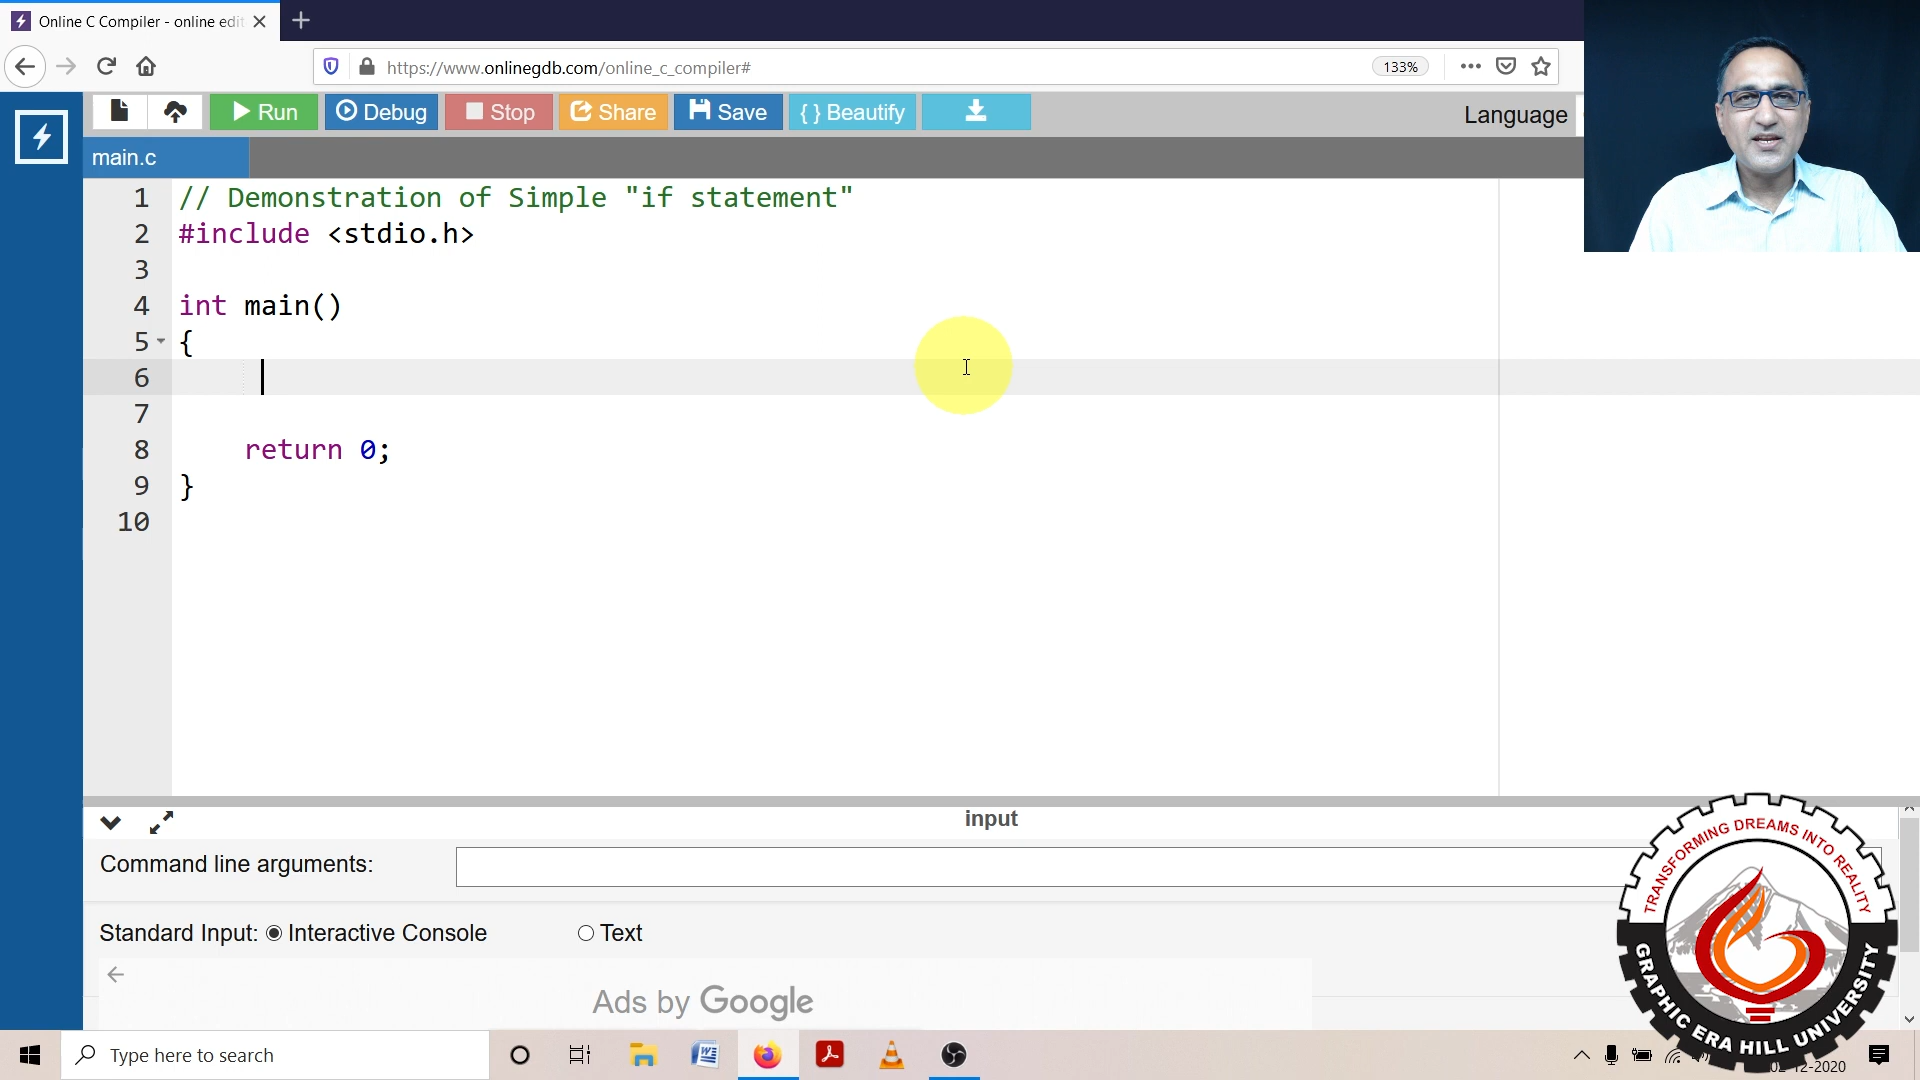 Online C Compiler - online edit
https://www.onlinegdb.com/online_c_compiler#
133%
Run
Debug
Stop
Share
Save
{ } Beautify
Language
main.c
1 // Demonstration of Simple "if statement"
2 #include <stdio.h>
3
4 int main()
5 {
6
7
8 return 0;
9 }
10
input
Command line arguments:
Standard Input:
Interactive Console
Text
Ads by Google
TRANSFORMING DREAMS INTO REALITY
GRAPHIC ERA HILL UNIVERSITY
Type here to search
W
-2020